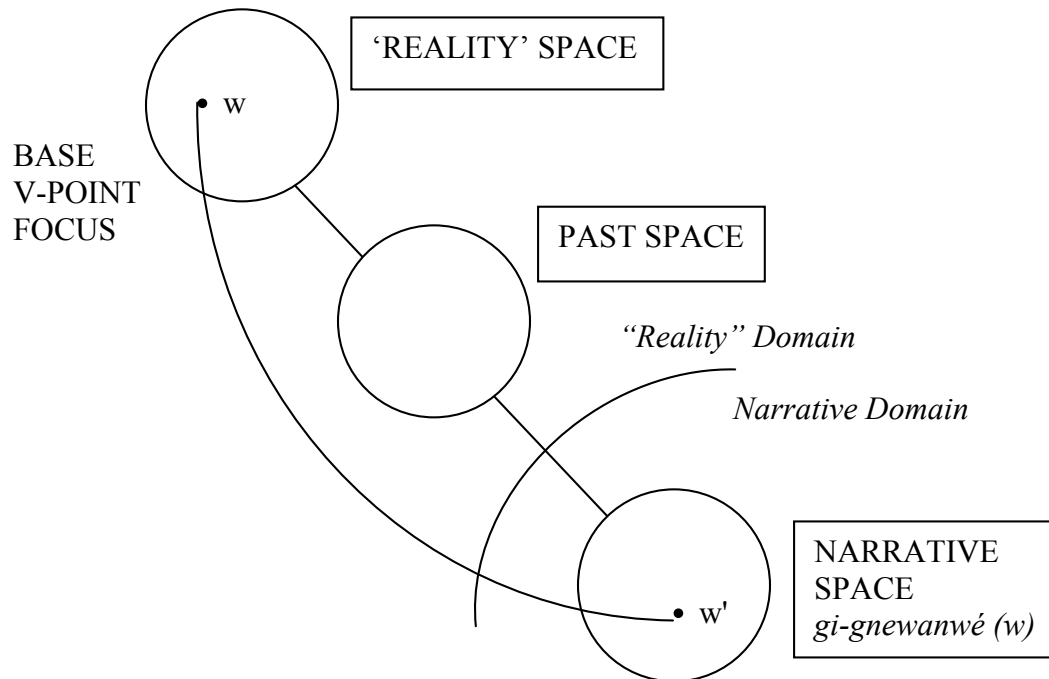 ‘REALITY’ SPACE
w
BASE
V-POINT
FOCUS
PAST SPACE
“Reality” Domain
Narrative Domain
NARRATIVE
SPACE
gi-gnewanwé (w)
w'